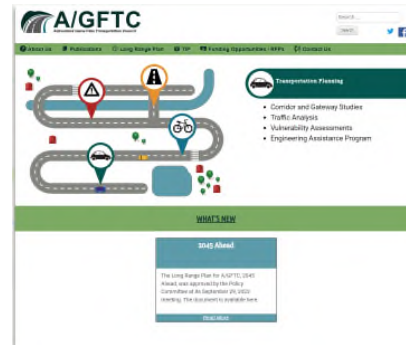 A/GFTC
Adirondack / Glens Falls Transportation Council
Search …
Search
About Us
Publications
Long Range Plan
TIP
Funding Opportunities / RFPs
Contact Us
Transportation Planning
Corridor and Gateway Studies
Traffic Analysis
Vulnerability Assessments
Engineering Assistance Program
WHAT'S NEW
2045 Ahead
The Long Range Plan for A/GFTC, 2045
Ahead, was approved by the Policy
Committee at its September 29, 2022
meeting. The document is available here.
Read More